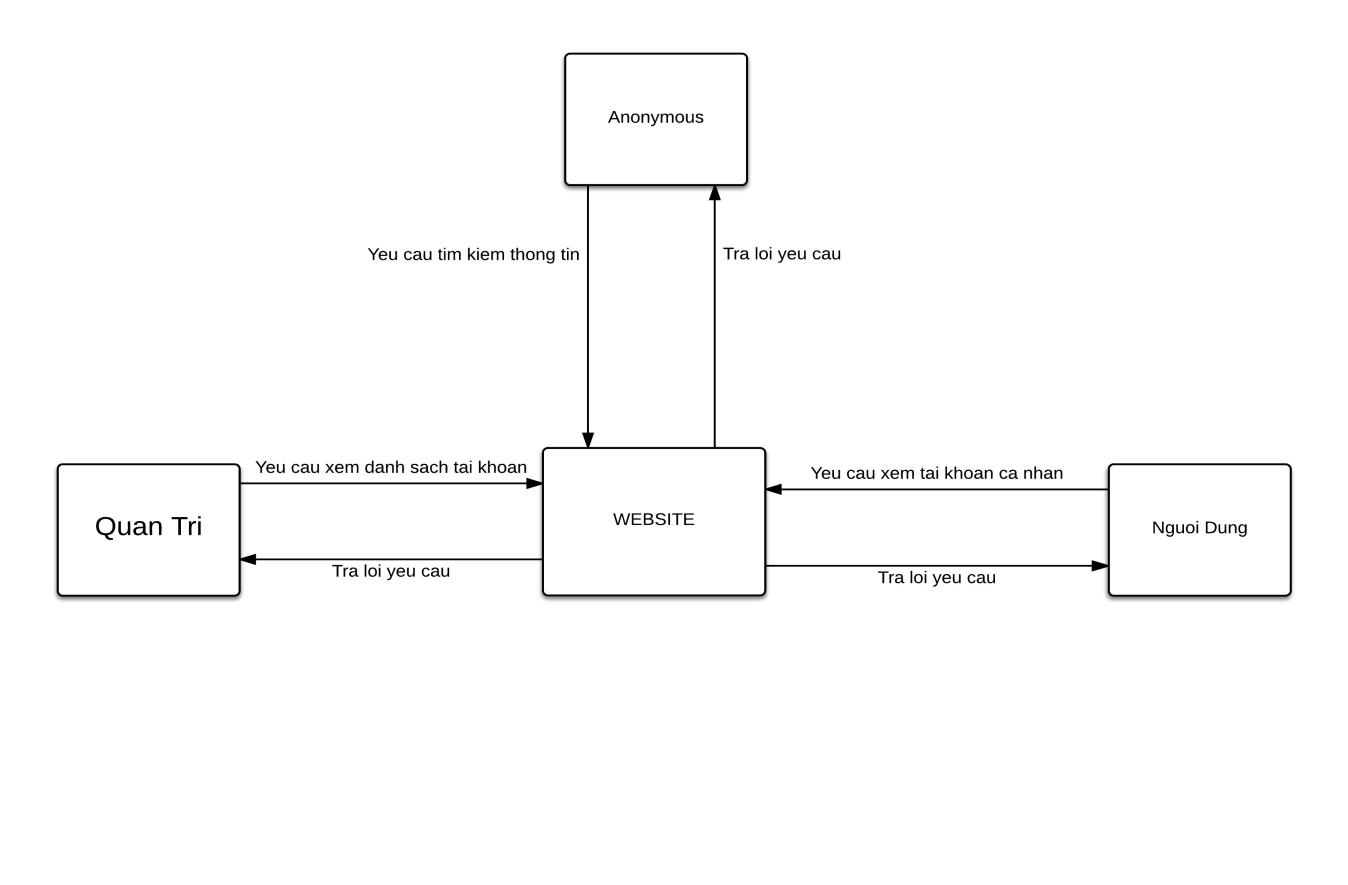 Anonymous
Yeu cau tim kiem thong tin
Tra loi yeu cau
Yeu cau xem danh sach tai khoan
Yeu cau xem tai khoan ca nhan
Quan Tri
WEBSITE
Nguoi Dung
Tra loi yeu cau
Tra loi yeu cau